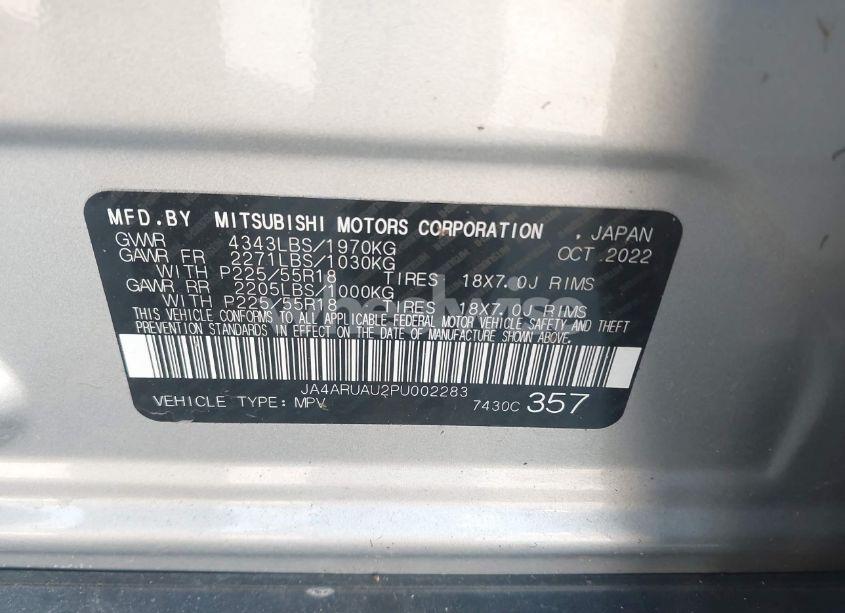 MFD.BY MITSUBISHI MOTORS CORPORATION , JAPAN
GVWR 4343LBS/1970KG OCT.2022
GAWR FR 2271LBS/1030KG
WITH P225/55R18 TIRES 18X7.0J RIMS
GAWR RR 2205LBS/1000KG
WITH P225/55R18 TIRES 18X7.0J RIMS
THIS VEHICLE CONFORMS TO ALL APPLICABLE-FEDERAL MOTOR VEHICLE SAFETY AND THEFT
PREVENTION STANDARDS IN EFFECT ON THE DATE OF MANUFACTURE SHOWN ABOVE.
JA4ARUAU2PU002283
VEHICLE TYPE: MPV 7430C 357